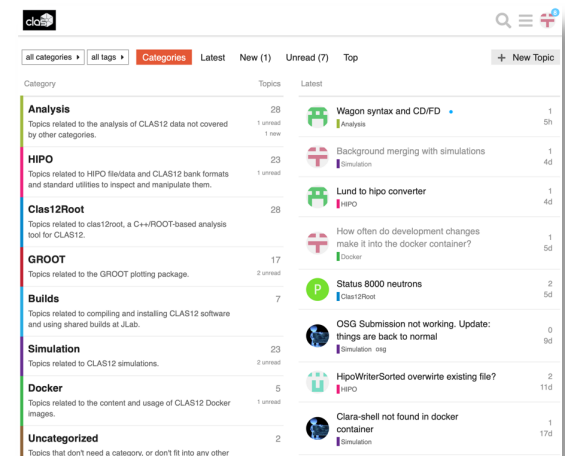 clas
6
all categories all tags Categories Latest New (1) Unread (7) Top + New Topic
Category Topics
Analysis 28
Topics related to the analysis of CLAS12 data not covered 1 unread
by other categories. 1 new
HIPO 23
Topics related to HIPO file/data and CLAS12 bank formats 1 unread
and standard utilities to inspect and manipulate them.
Clas12Root 28
Topics related to clas12root, a C++/ROOT-based analysis
tool for CLAS12.
GROOT 17
Topics related to the GROOT plotting package. 2 unread
Builds 7
Topics related to compiling and installing CLAS12 software
and using shared builds at JLab.
Simulation 23
Topics related to CLAS12 simulations. 2 unread
Docker 5
Topics related to the content and usage of CLAS12 Docker 1 unread
images.
Uncategorized 2
Topics that don't need a category, or don't fit into any other
Latest
Wagon syntax and CD/FD 1
Analysis 5h
Background merging with simulations 1
Simulation 4d
Lund to hipo converter 1
HIPO 4d
How often do development changes
make it into the docker container? 1
Docker 5d
P
Status 8000 neutrons 2
Clas12Root 5d
OSG Submission not working. Update:
things are back to normal 0
Simulation osg 9d
HipoWriterSorted overwirte existing file? 2
HIPO 11d
Clara-shell not found in docker
container 1
Simulation 17d